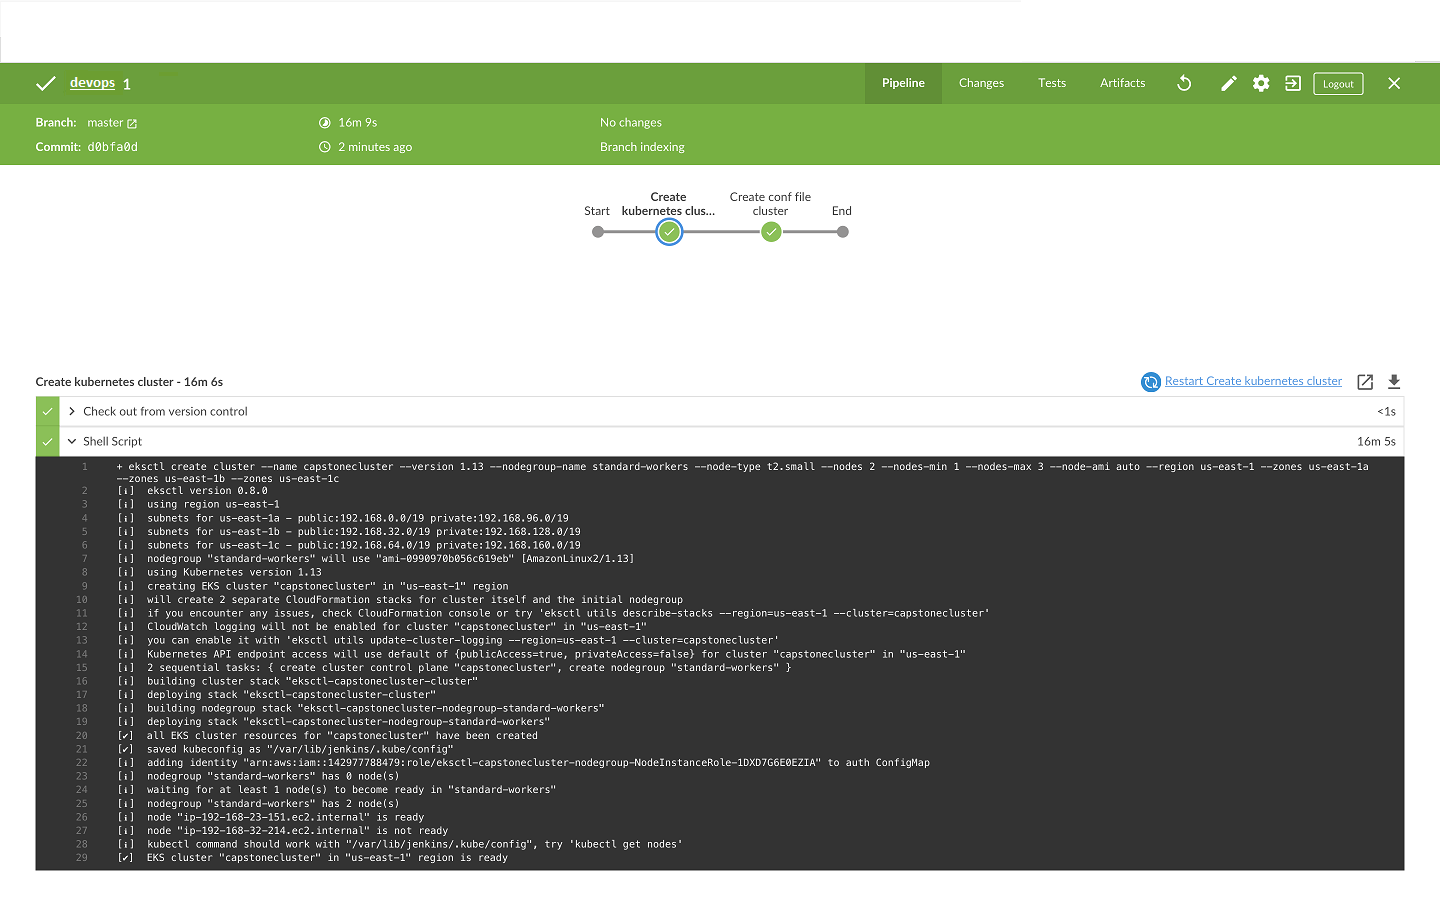 devops 1
Pipeline
Changes
Tests
Artifacts
Logout
Branch: master
16m 9s
No changes
Commit: d0bfa0d
2 minutes ago
Branch indexing
Start
Create
kubernetes clus...
Create conf file
cluster
End
Create kubernetes cluster - 16m 6s
Restart Create kubernetes cluster
Check out from version control
<1s
Shell Script
16m 5s
1 + eksctl create cluster --name capstonecluster --version 1.13 --nodegroup-name standard-workers --node-type t2.small --nodes 2 --nodes-min 1 --nodes-max 3 --node-ami auto --region us-east-1 --zones us-east-1a
--zones us-east-1b --zones us-east-1c
2 [ℹ]  eksctl version 0.8.0
3 [ℹ]  using region us-east-1
4 [ℹ]  subnets for us-east-1a - public:192.168.0.0/19 private:192.168.96.0/19
5 [ℹ]  subnets for us-east-1b - public:192.168.32.0/19 private:192.168.128.0/19
6 [ℹ]  subnets for us-east-1c - public:192.168.64.0/19 private:192.168.160.0/19
7 [ℹ]  nodegroup "standard-workers" will use "ami-0990970b056c619eb" [AmazonLinux2/1.13]
8 [ℹ]  using Kubernetes version 1.13
9 [ℹ]  creating EKS cluster "capstonecluster" in "us-east-1" region
10 [ℹ]  will create 2 separate CloudFormation stacks for cluster itself and the initial nodegroup
11 [ℹ]  if you encounter any issues, check CloudFormation console or try 'eksctl utils describe-stacks --region=us-east-1 --cluster=capstonecluster'
12 [ℹ]  CloudWatch logging will not be enabled for cluster "capstonecluster" in "us-east-1"
13 [ℹ]  you can enable it with 'eksctl utils update-cluster-logging --region=us-east-1 --cluster=capstonecluster'
14 [ℹ]  Kubernetes API endpoint access will use default of {publicAccess=true, privateAccess=false} for cluster "capstonecluster" in "us-east-1"
15 [ℹ]  2 sequential tasks: { create cluster control plane "capstonecluster", create nodegroup "standard-workers" }
16 [ℹ]  building cluster stack "eksctl-capstonecluster-cluster"
17 [ℹ]  deploying stack "eksctl-capstonecluster-cluster"
18 [ℹ]  building nodegroup stack "eksctl-capstonecluster-nodegroup-standard-workers"
19 [ℹ]  deploying stack "eksctl-capstonecluster-nodegroup-standard-workers"
20 [✔]  all EKS cluster resources for "capstonecluster" have been created
21 [✔]  saved kubeconfig as "/var/lib/jenkins/.kube/config"
22 [ℹ]  adding identity "arn:aws:iam::142977788479:role/eksctl-capstonecluster-nodegroup-NodeInstanceRole-1DXD7G6E0EZIA" to auth ConfigMap
23 [ℹ]  nodegroup "standard-workers" has 0 node(s)
24 [ℹ]  waiting for at least 1 node(s) to become ready in "standard-workers"
25 [ℹ]  nodegroup "standard-workers" has 2 node(s)
26 [ℹ]  node "ip-192-168-23-151.ec2.internal" is ready
27 [ℹ]  node "ip-192-168-32-214.ec2.internal" is not ready
28 [ℹ]  kubectl command should work with "/var/lib/jenkins/.kube/config", try 'kubectl get nodes'
29 [✔]  EKS cluster "capstonecluster" in "us-east-1" region is ready